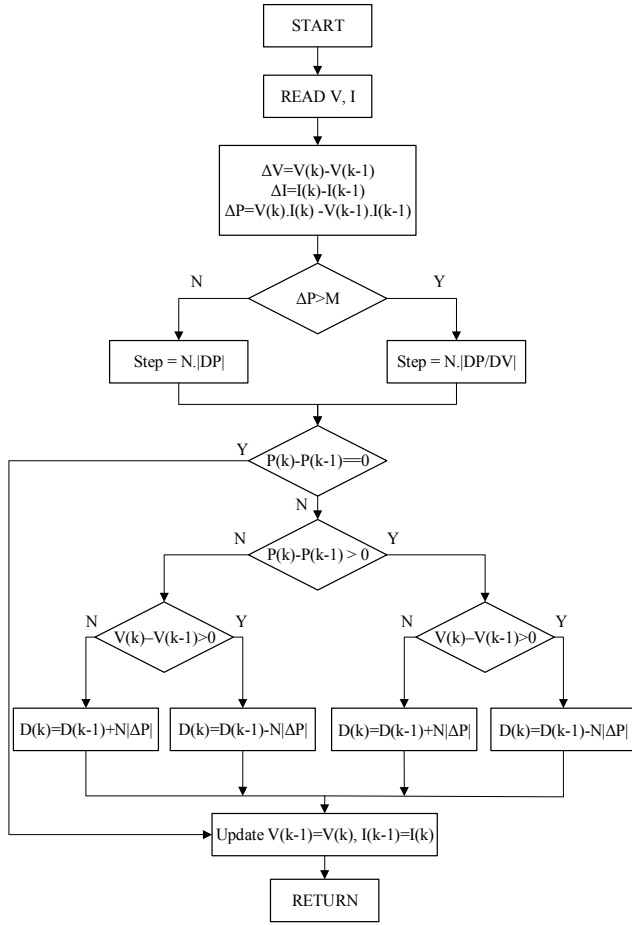 START
READ V, I
ΔV=V(k)-V(k-1)
ΔI=I(k)-I(k-1)
ΔP=V(k).I(k) -V(k-1).I(k-1)
N
ΔP>M
Y
Step = N.|DP|
Step = N.|DP/DV|
Y
P(k)-P(k-1)==0
N
N
P(k)-P(k-1) > 0
Y
N
V(k)–V(k-1)>0
Y
N
V(k)–V(k-1)>0
Y
D(k)=D(k-1)+N|ΔP|
D(k)=D(k-1)-N|ΔP|
D(k)=D(k-1)+N|ΔP|
D(k)=D(k-1)-N|ΔP|
Update V(k-1)=V(k), I(k-1)=I(k)
RETURN